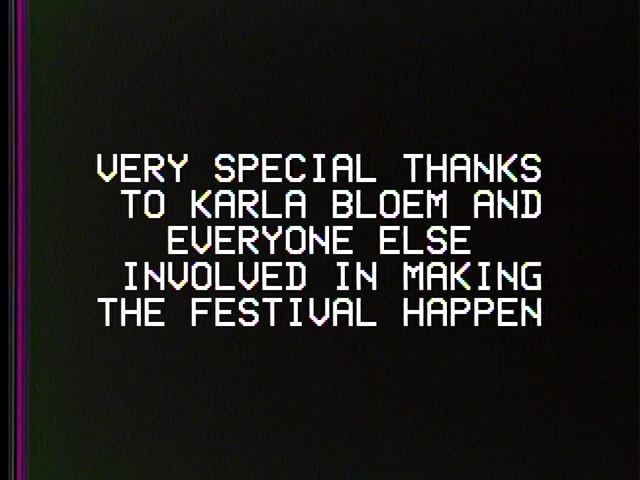 VERY SPECIAL THANKS
TO KARLA BLOEM AND
EVERYONE ELSE
INVOLVED IN MAKING
THE FESTIVAL HAPPEN